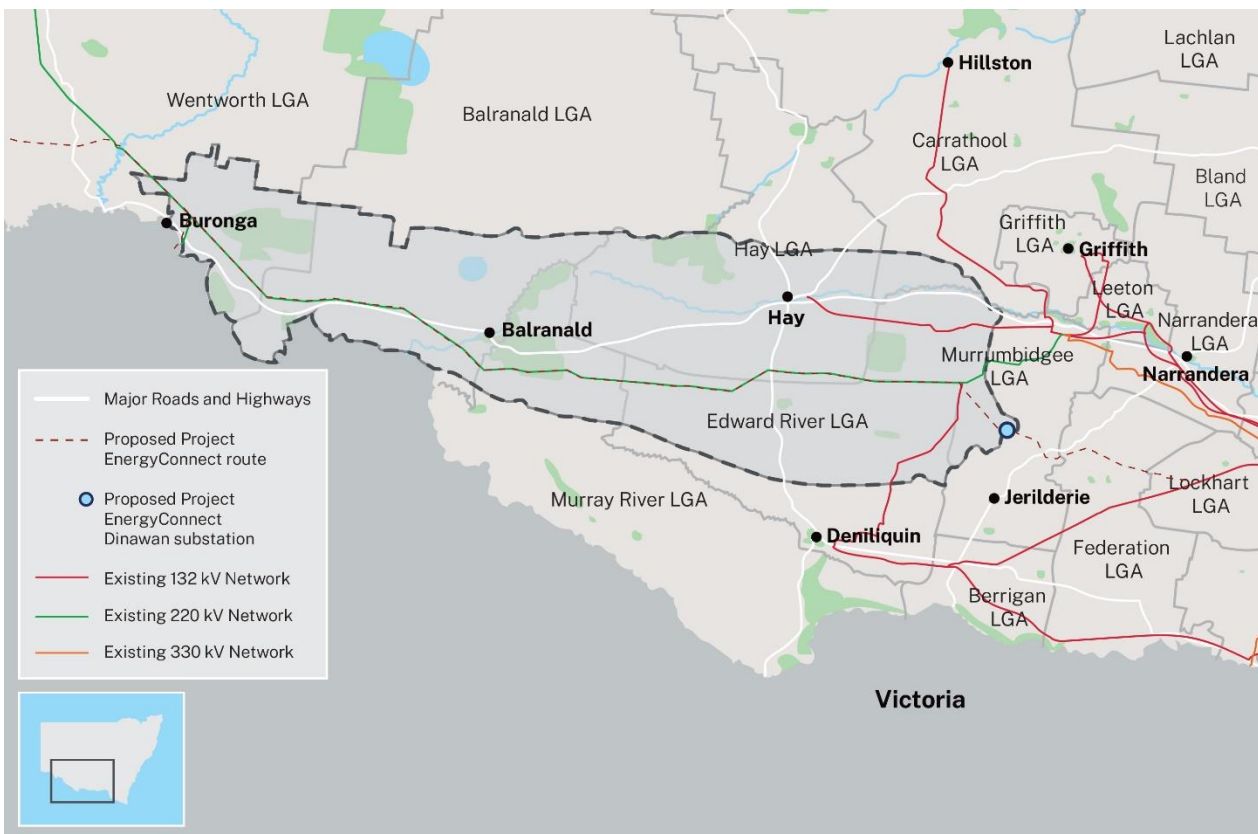 Hillston
Lachlan
LGA
Wentworth LGA
Balranald LGA
Carrathool
LGA
Bland
LGA
Buronga
Griffith
LGA
Griffith
Hay LGA
Leeton
LGA
Hay
Balranald
Narrandera
LGA
Murrumbidgee
LGA
Narrandera
Edward River LGA
Murray River LGA
Jerilderie
Lockhart
LGA
Deniliquin
Federation
LGA
Berrigan
LGA
Victoria
Major Roads and Highways
Proposed Project
EnergyConnect route
Proposed Project
EnergyConnect
Dinawan substation
Existing 132 kV Network
Existing 220 kV Network
Existing 330 kV Network